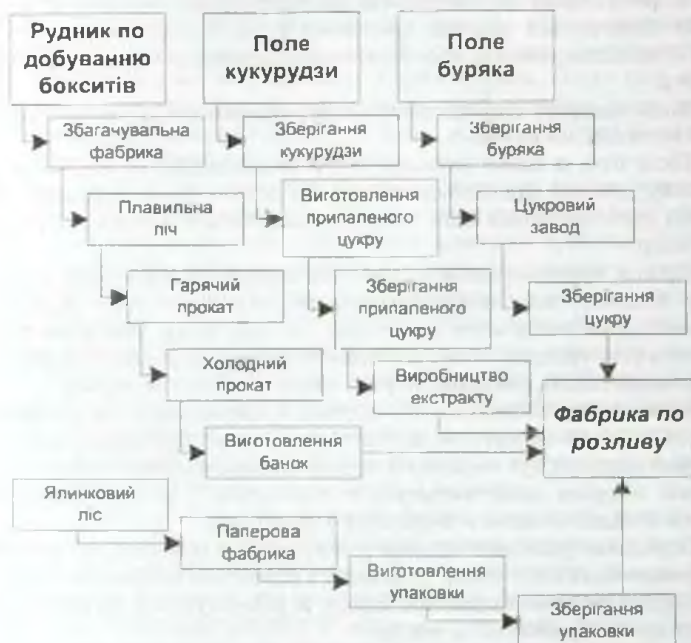 Рудник по
добуванню
бокситів
Поле
кукурудзи
Поле
буряка
Збагачувальна
фабрика
Зберігання
кукурудзи
Зберігання
буряка
Плавильна
піч
Виготовлення
припаленого
цукру
Цукровий
завод
Гарячий
прокат
Зберігання
припаленого
цукру
Зберігання
цукру
Холодний
прокат
Виробництво
екстракту
Фабрика по
розливу
Виготовлення
банок
Ялинковий
ліс
Паперова
фабрика
Виготовлення
упаковки
Зберігання
упаковки